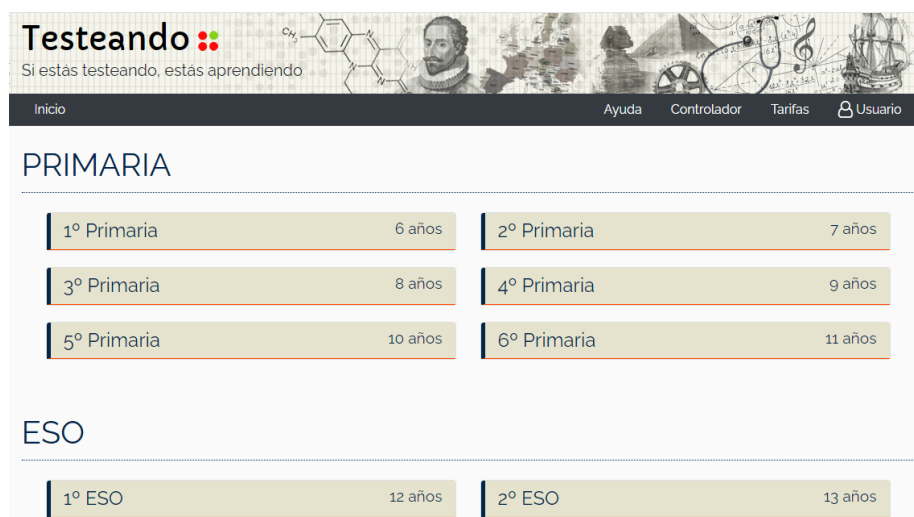 Testeando
Si estás testeando, estás aprendiendo
CH3
N
N
N
N
Inicio Ayuda Controlador Tarifas Usuario
PRIMARIA
1º Primaria 6 años 2º Primaria 7 años
3º Primaria 8 años 4º Primaria 9 años
5º Primaria 10 años 6º Primaria 11 años
ESO
1º ESO 12 años 2º ESO 13 años